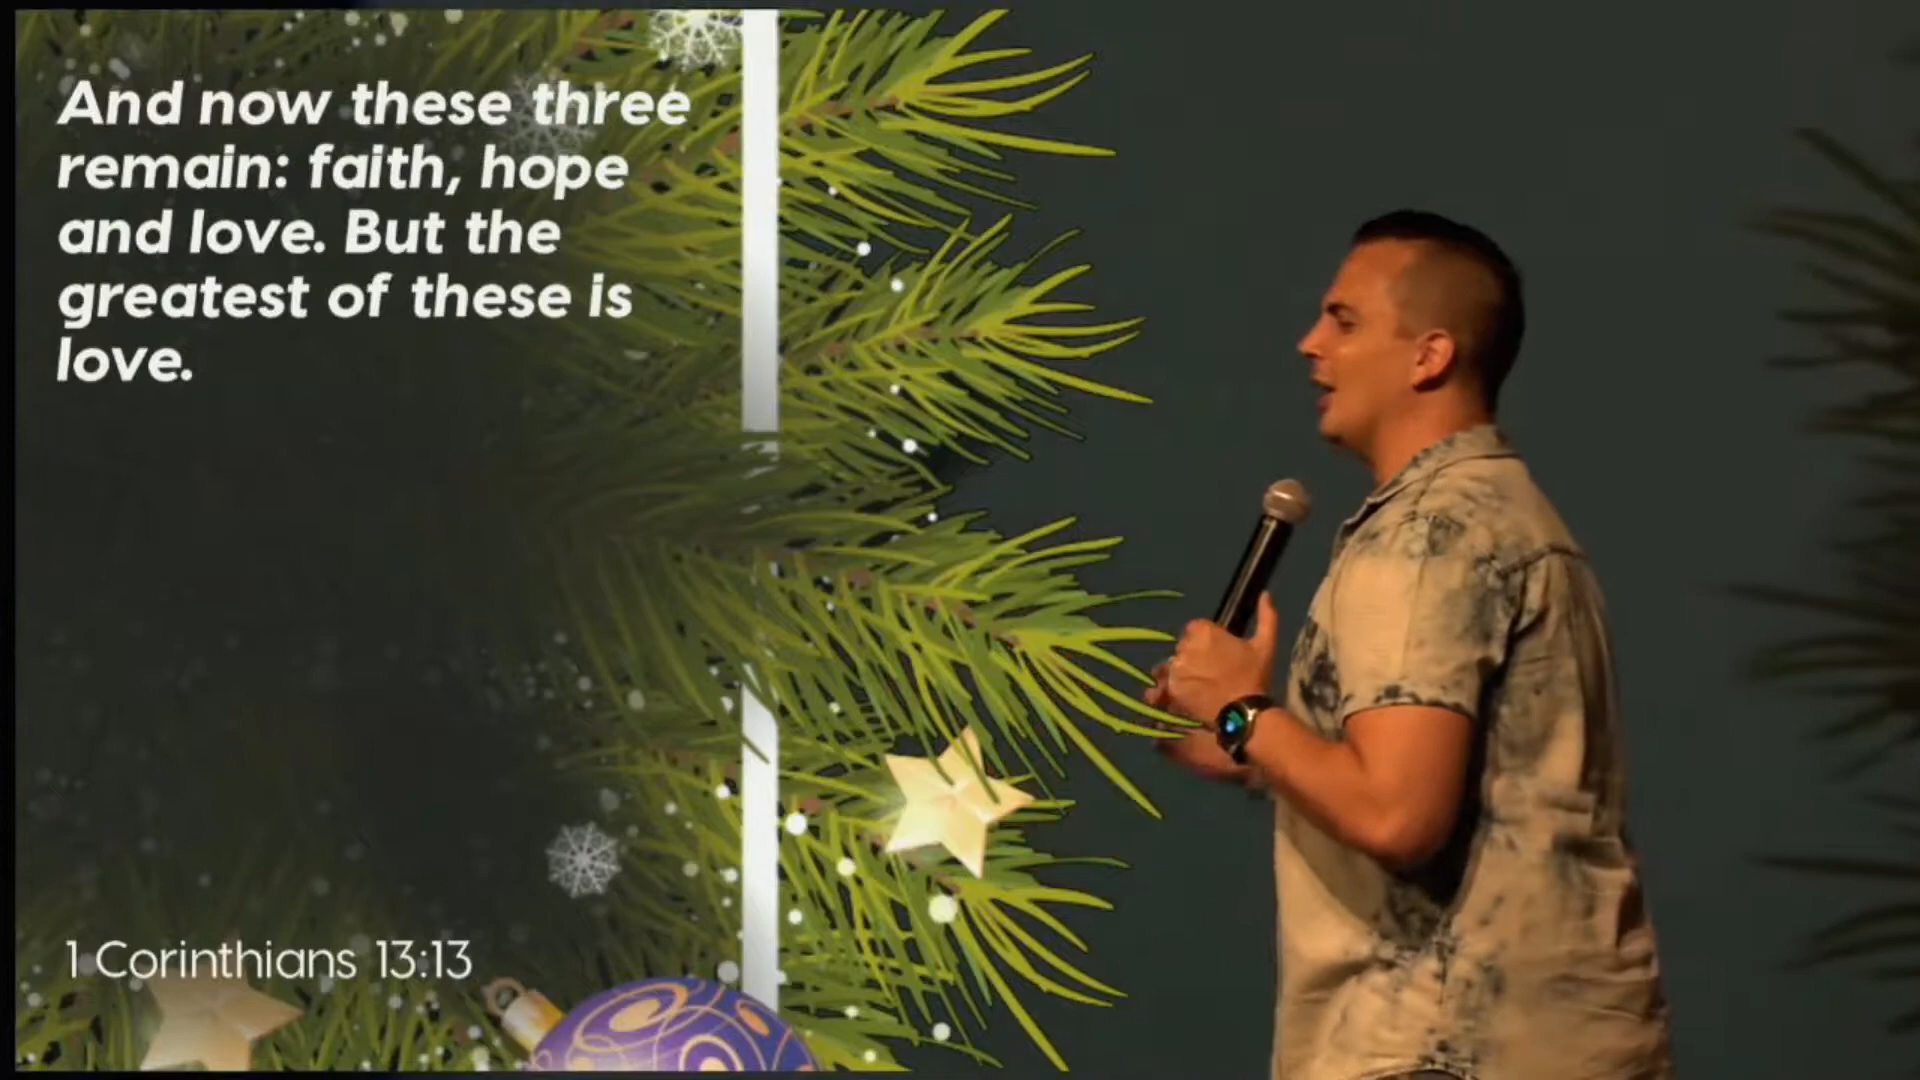 And now these three
remain: faith, hope
and love. But the
greatest of these is
love.
1 Corinthians 13:13